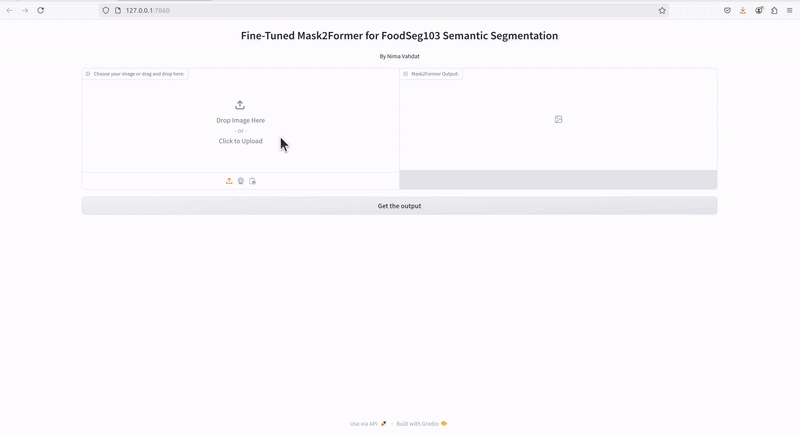 127.0.0.1:7860
Fine-Tuned Mask2Former for FoodSeg103 Semantic Segmentation
By Nima Vahdat
Choose your image or drag and drop here:
Mask2Former Output:
Drop Image Here
- or -
Click to Upload
Get the output
Use via API · Built with Gradio